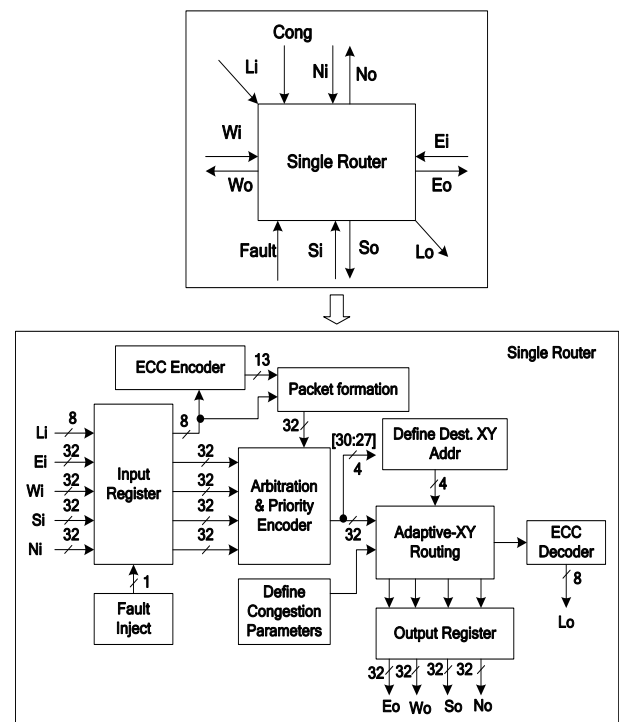 Cong
Li
Ni
No
Wi
Ei
Single Router
Wo
Eo
Fault
Si
So
Lo
Single Router
ECC Encoder
13
Packet formation
8
8
32
[30:27]
4
Define Dest. XY
Addr
Li
Ei
32
32
Wi
32
32
Si
32
32
Ni
32
32
Input
Register
Arbitration
& Priority
Encoder
32
4
Adaptive-XY
Routing
ECC
Decoder
8
Lo
1
Fault
Inject
Define
Congestion
Parameters
Output Register
32
32
32
32
Eo
Wo
So
No